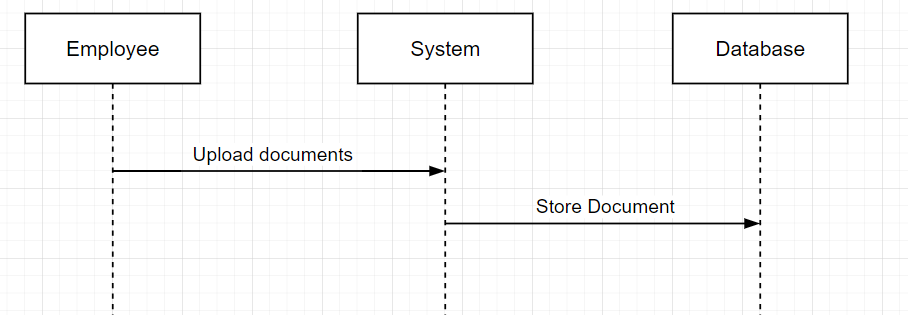 Employee
System
Database
Upload documents
Store Document